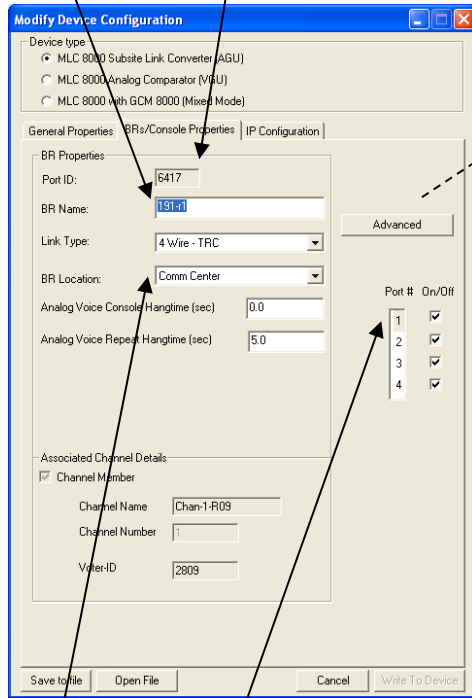 Modify Device Configuration
Device type
MLC 8000 Subsite Link Converter (AGU)
MLC 8000 Analog Comparator (VGU)
MLC 8000 with GCM 8000 (Mixed Mode)
General Properties BRs/Console Properties IP Configuration
BR Properties
Port ID: 6417
BR Name: 191-r1
Advanced
Link Type: 4 Wire - TRC
BR Location: Comm Center
Port # On/Off
Analog Voice Console Hangtime (sec) 0.0
1
Analog Voice Repeat Hangtime (sec) 5.0
2
3
4
Associated Channel Details
Channel Member
Channel Name Chan-1-R09
Channel Number 1
Voter-ID 2809
Save to file Open File Cancel Write To Device